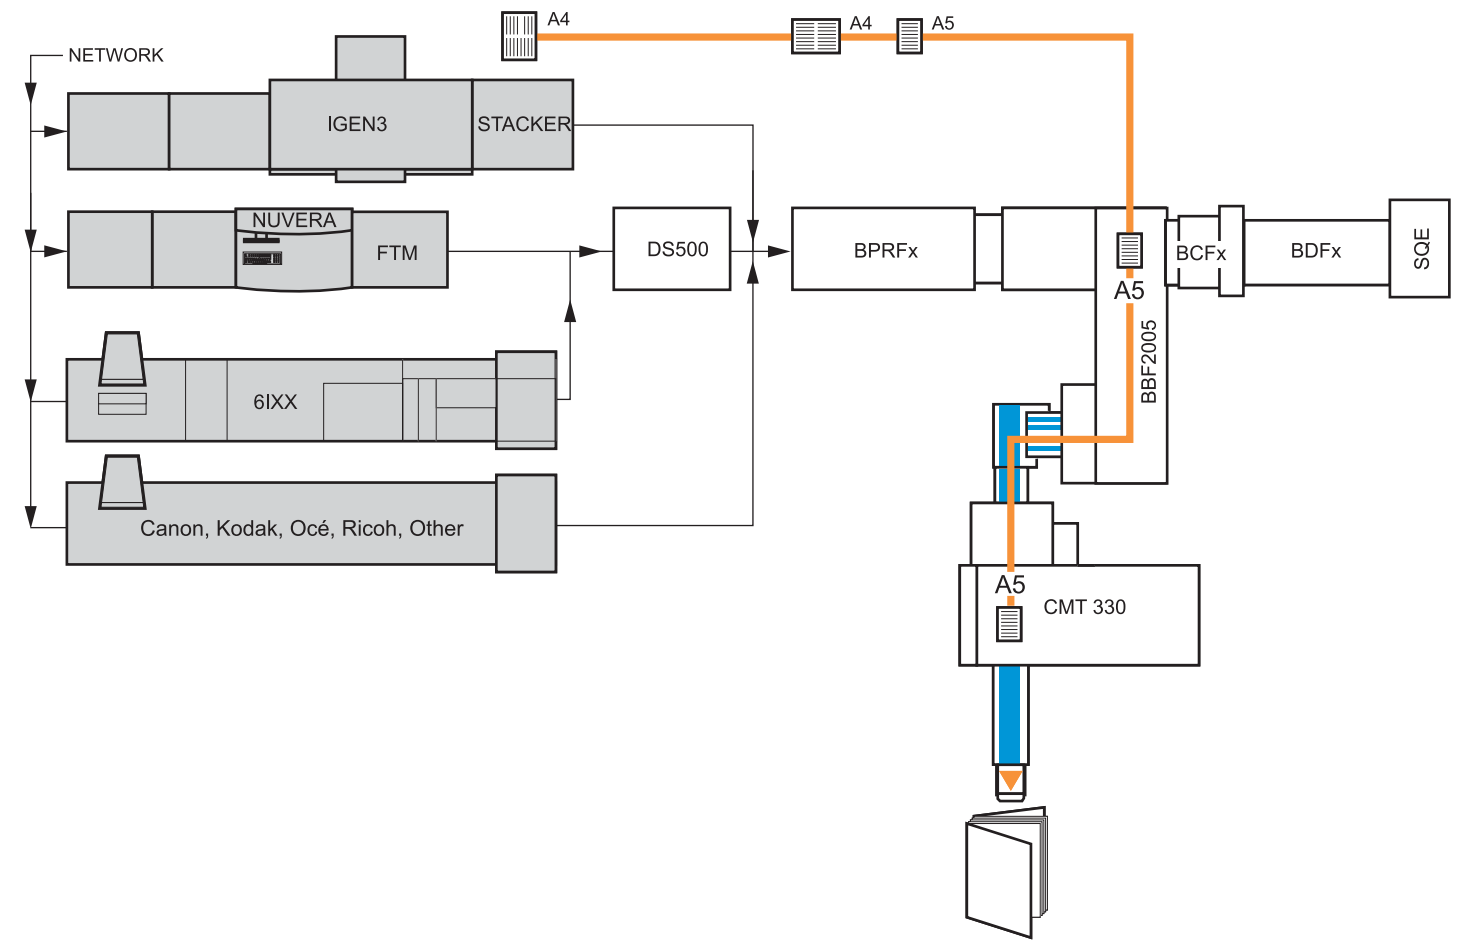 A4
A4
A5
NETWORK
IGEN3
STACKER
NUVERA
FTM
DS500
BPRFx
BCFx
BDFx
SQE
A5
BBF2005
6IXX
Canon, Kodak, Océ, Ricoh, Other
A5
CMT 330